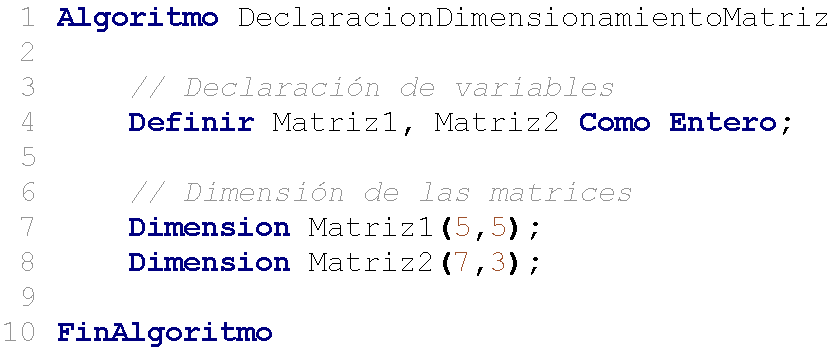 1 Algoritmo DeclaracionDimensionamientoMatriz
2
3 // Declaración de variables
4 Definir Matriz1, Matriz2 Como Entero;
5
6 // Dimensión de las matrices
7 Dimension Matriz1(5,5);
8 Dimension Matriz2(7,3);
9
10 FinAlgoritmo